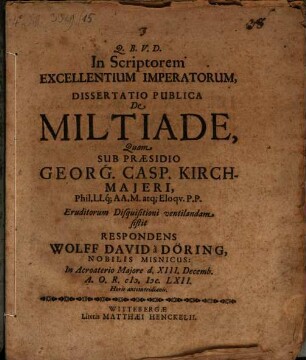 Q. B. V. D.
In Scriptorem
EXCELLENTIUM IMPERATORUM,
DISSERTATIO PUBLICA
De
MILTIADE,
Quam
SUB PRÆSIDIO
GEORG. CASP. KIRCH-
MAJERI,
Phil. LLq; AA. M. atq; Eloqv. P.P.
Eruditorum Disquisitioni ventilandam
sistit
RESPONDENS
WOLFF DAVID à DÖRING,
NOBILIS MISNICUS:
In Acroaterio Majore d. XIII. Decemb.
A. O. R. cIɔ. Iɔc. LXII.
Horis antemeridianis.
WITTEBERGÆ
Literis MATTHÆI HENCKELII.